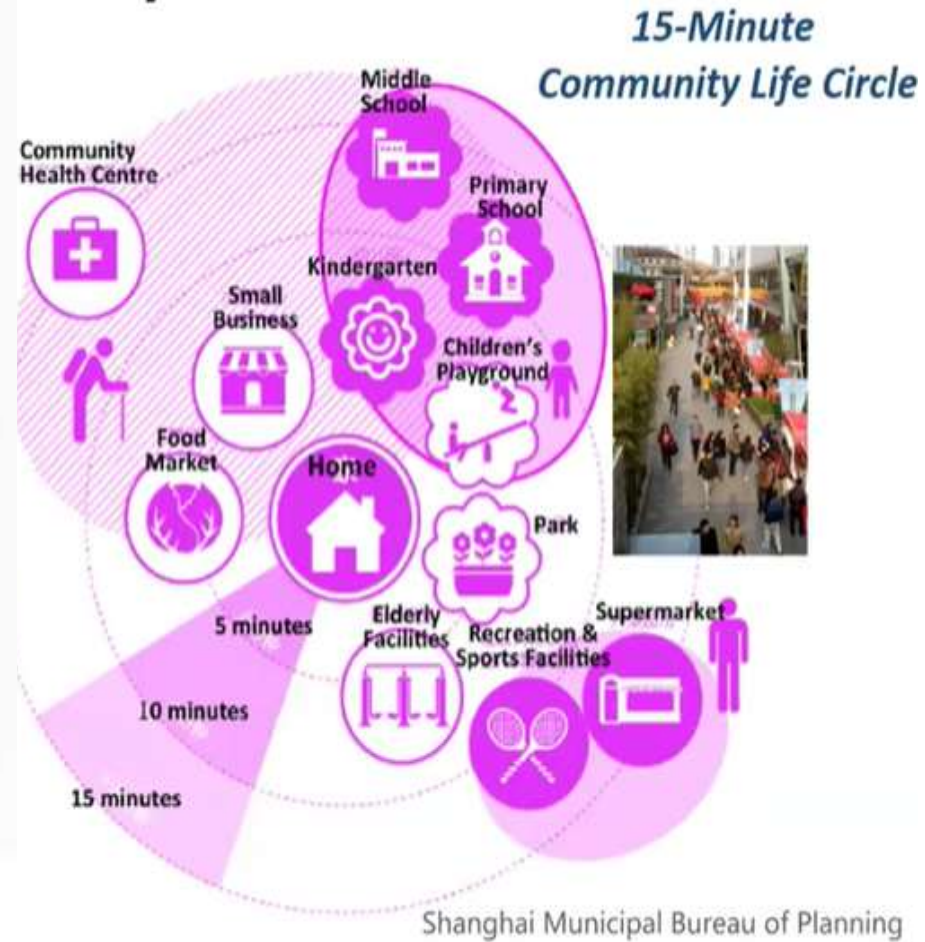 15-Minute
Community Life Circle
Middle
School
Community
Health Centre
Primary
School
Kindergarten
Small
Business
Children's
Playground
Food
Market
Home
Park
5 minutes
Elderly
Facilities
Recreation &
Sports Facilities
Supermarket
10 minutes
15 minutes
Shanghai Municipal Bureau of Planning